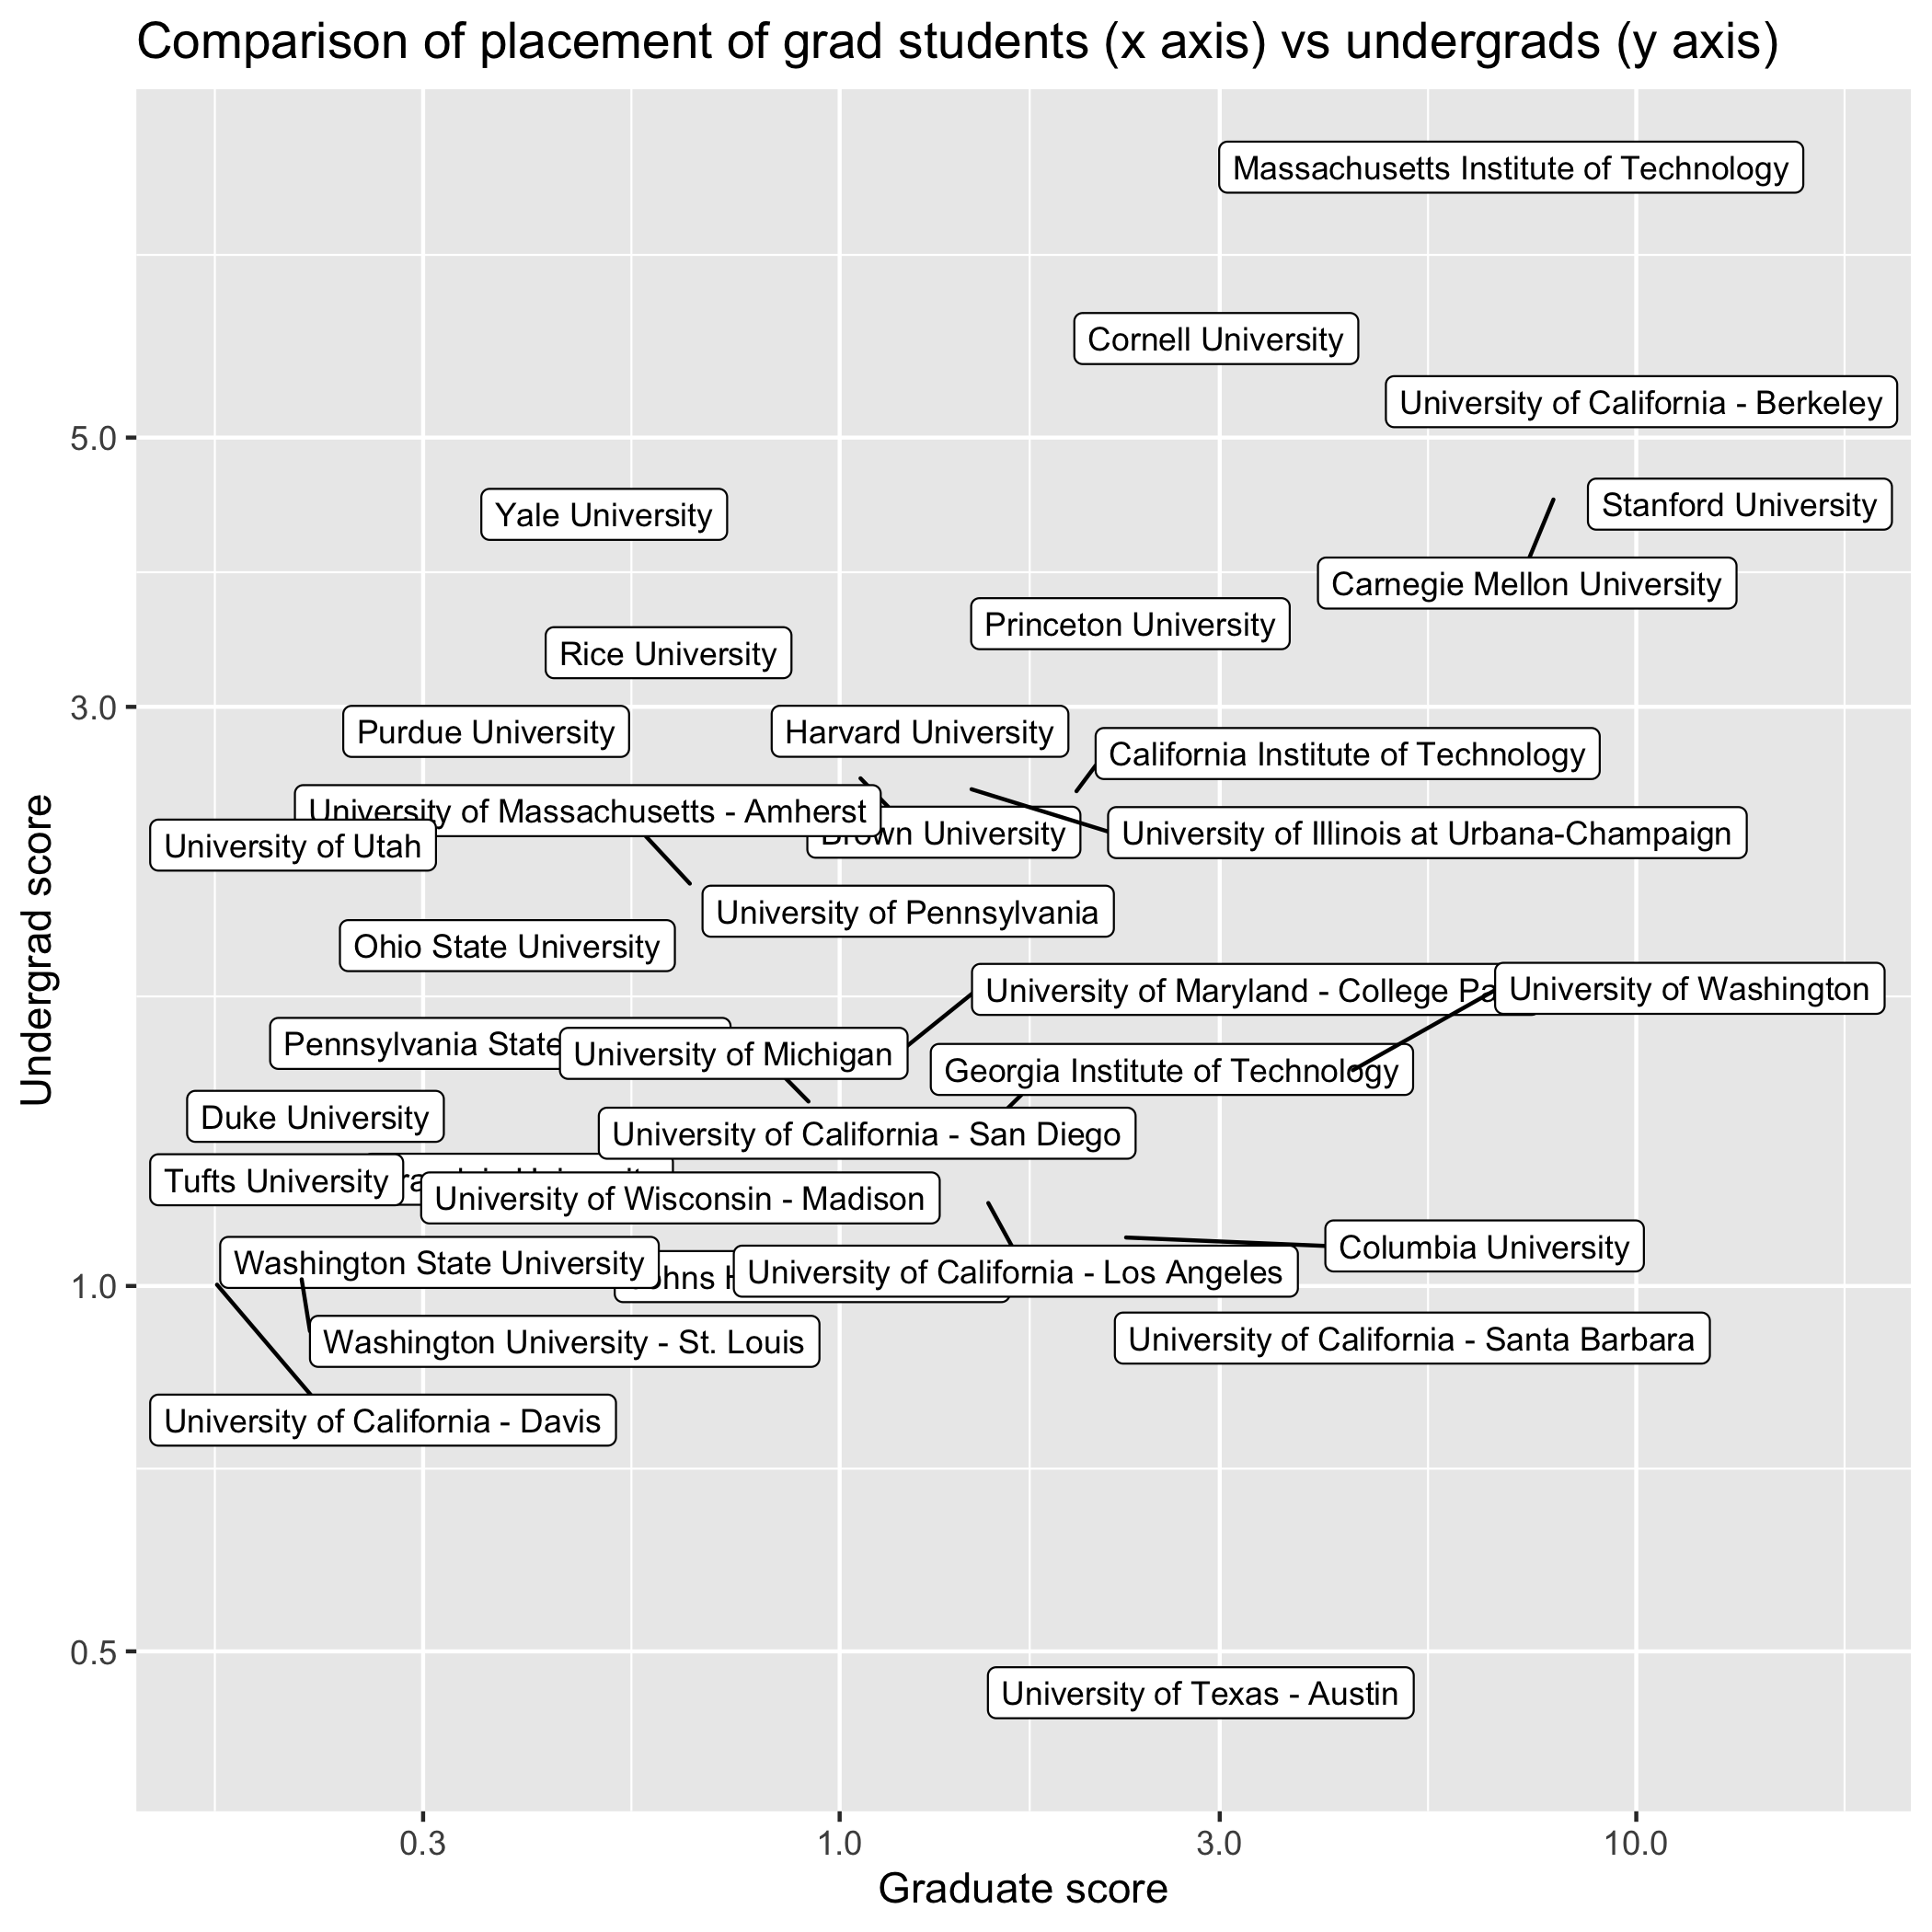 Comparison of placement of grad students (x axis) vs undergrads (y axis)
Massachusetts Institute of Technology
Cornell University
University of California - Berkeley
5.0
Stanford University
Yale University
Carnegie Mellon University
Princeton University
Rice University
3.0
Purdue University
Harvard University
California Institute of Technology
University of Massachusetts - Amherst
Brown University
University of Illinois at Urbana-Champaign
University of Utah
University of Pennsylvania
Ohio State University
University of Maryland - College
University of Washington
Undergrad score
Pennsylvania State
University of Michigan
Georgia Institute of Technology
Duke University
University of California - San Diego
Tufts University
University of Wisconsin - Madison
Columbia University
Washington State University
University of California - Los Angeles
1.0
Washington University - St. Louis
University of California - Santa Barbara
University of California - Davis
0.5
University of Texas - Austin
0.3
1.0
3.0
10.0
Graduate score